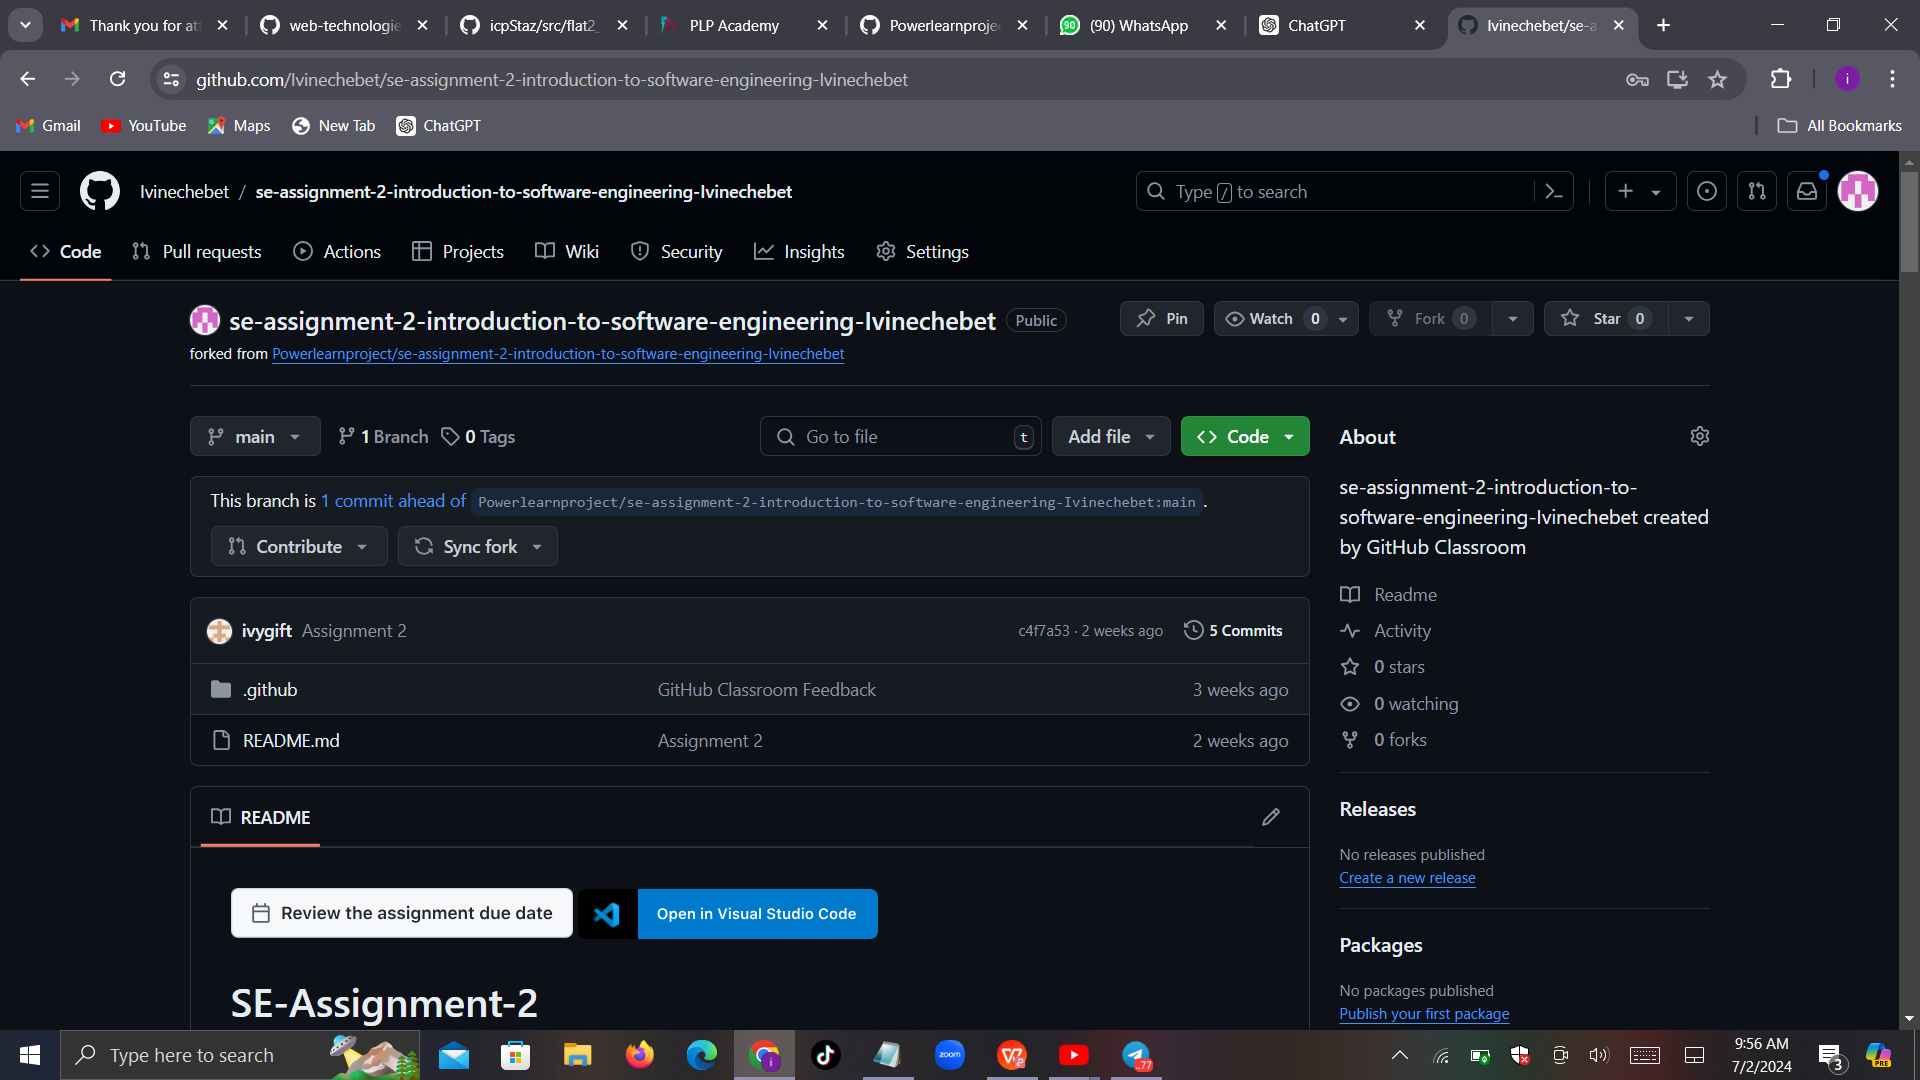 Thank you for at
web-technologie
icpStaz/src/flat2_
PLP Academy
Powerlearnproje
90
(90) WhatsApp
ChatGPT
Ivinechebet/se-a
github.com/Ivinechebet/se-assignment-2-introduction-to-software-engineering-Ivinechebet
i
Gmail
YouTube
Maps
New Tab
ChatGPT
All Bookmarks
Ivinechebet / se-assignment-2-introduction-to-software-engineering-Ivinechebet
Type / to search
Code
Pull requests
Actions
Projects
Wiki
Security
Insights
Settings
se-assignment-2-introduction-to-software-engineering-Ivinechebet
Public
Pin
Watch 0
Fork 0
Star 0
forked from Powerlearnproject/se-assignment-2-introduction-to-software-engineering-Ivinechebet
main
1 Branch
0 Tags
Go to file
t
Add file
Code
This branch is 1 commit ahead of Powerlearnproject/se-assignment-2-introduction-to-software-engineering-Ivinechebet:main .
Contribute
Sync fork
ivygift Assignment 2
c4f7a53 · 2 weeks ago
5 Commits
.github
GitHub Classroom Feedback
3 weeks ago
README.md
Assignment 2
2 weeks ago
README
Review the assignment due date
Open in Visual Studio Code
SE-Assignment-2
About
se-assignment-2-introduction-to-
software-engineering-Ivinechebet created
by GitHub Classroom
Readme
Activity
0 stars
0 watching
0 forks
Releases
No releases published
Create a new release
Packages
No packages published
Publish your first package
Type here to search
zoom
..77
9:56 AM
7/2/2024
3
PRE